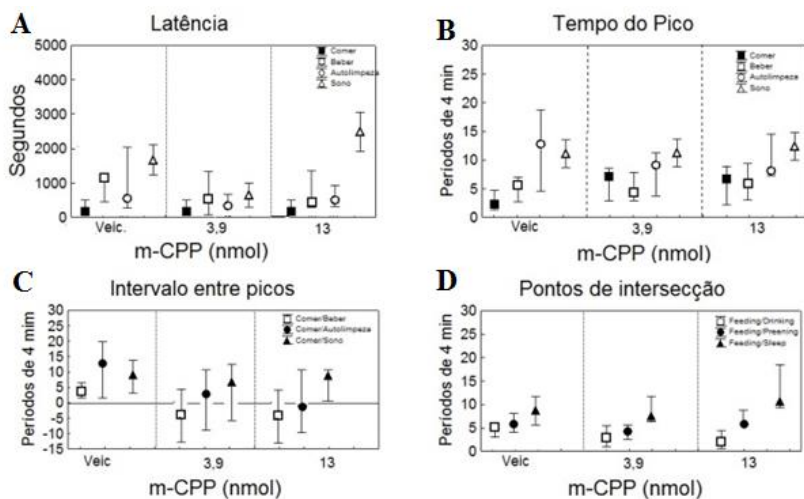 A
Latência
Segundos
5000
4000
3000
2000
1000
0
Comer
Beber
Autolimpeza
Sono
Veic.
3,9
13
m-CPP (nmol)
B
Tempo do Pico
Períodos de 4 min
30
25
20
15
10
5
0
Comer
Beber
Autolimpeza
Sono
Veic
3,9
13
m-CPP (nmol)
C
Intervalo entre picos
Períodos de 4 mim
30
25
20
15
10
5
0
-5
-10
-15
Comer/Beber
Comer/Autolimpeza
Comer/Sono
Veic
3,9
13
m-CPP (nmol)
D
Pontos de intersecção
Períodos de 4 min
30
25
20
15
10
5
0
Feeding/Drinking
Feeding/Preening
Feeding/Sleep
Veic
3,9
13
m-CPP (nmol)